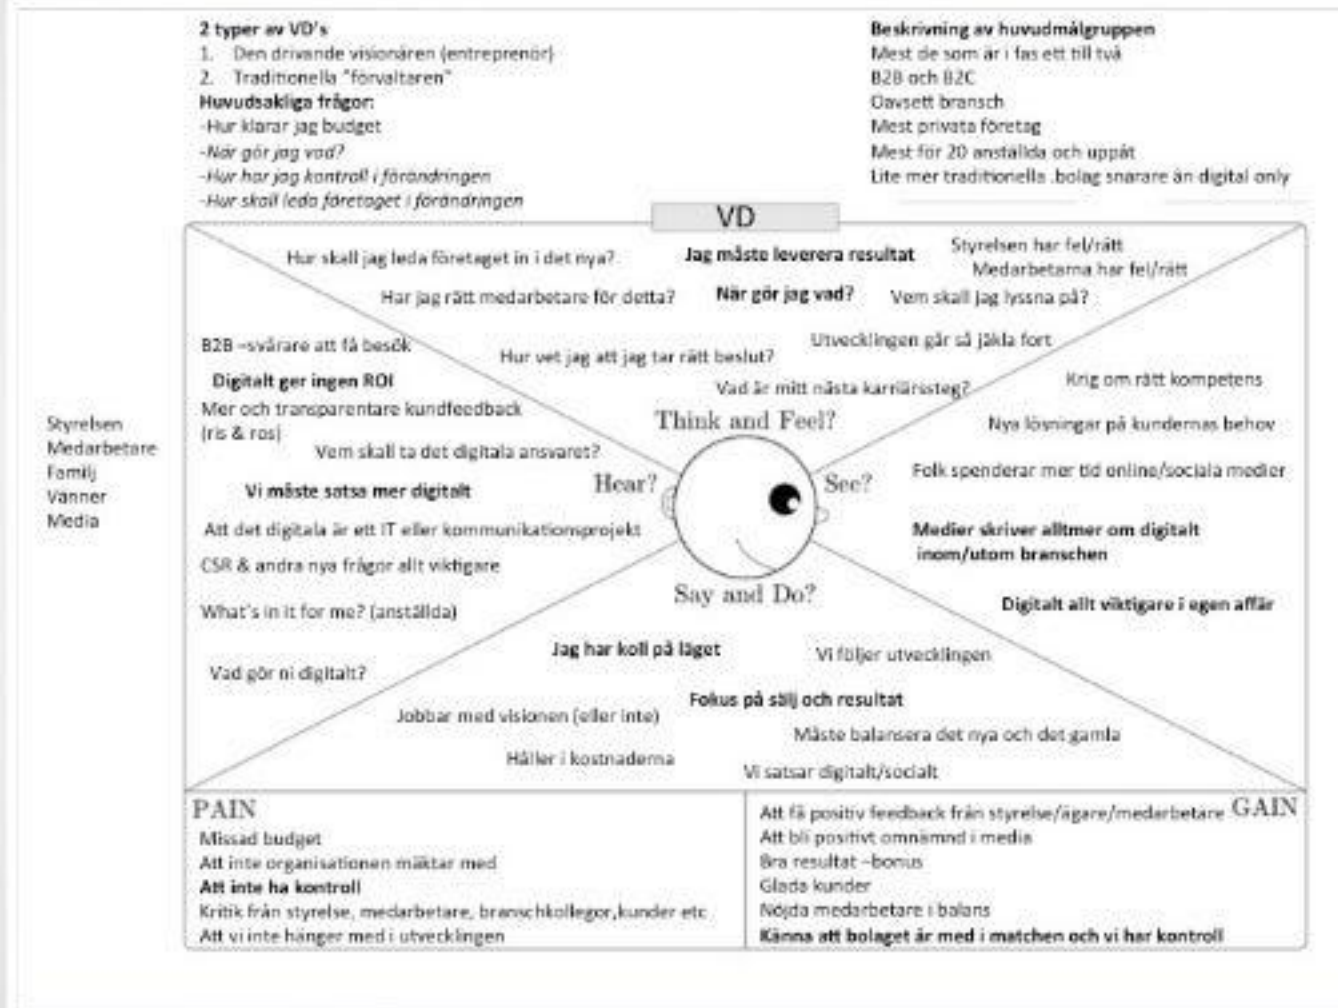 2 typer av VD's
1. Den drivande visionären (entreprenör)
2. Traditionella "förvaltaren"
Huvudsakliga frågor:
-Hur klarar jag budget
-När gör jag vad?
-Hur har jag kontroll i förändringen
-Hur skall leda företaget i förändringen
Beskrivning av huvudmålgruppen
Mest de som är i fas ett till två
B2B och B2C
Oavsett bransch
Mest privata företag
Mest för 20 anställda och uppåt
Lite mer traditionella .bolag snarare än digital only
VD
Hur skall jag leda företaget in i det nya?
Jag måste leverera resultat
Styrelsen har fel/rätt
Medarbetarna har fel/rätt
Har jag rätt medarbetare för detta?
När gör jag vad?
Vem skall jag lyssna på?
Hur vet jag att jag tar rätt beslut?
Utvecklingen går så jäkla fort
Vad är mitt nästa karriärssteg?
Think and Feel?
Styrelsen
Medarbetare
Familj
Vänner
Media
B2B –svårare att få besök
Digitalt ger ingen ROI
Mer och transparentare kundfeedback
(ris & ros)
Vem skall ta det digitala ansvaret?
Hear?
Vi måste satsa mer digitalt
Att det digitala är ett IT eller kommunikationsprojekt
CSR & andra nya frågor allt viktigare
What's in it for me? (anställda)
Vad gör ni digitalt?
See?
Krig om rätt kompetens
Nya lösningar på kundernas behov
Folk spenderar mer tid online/sociala medier
Medier skriver alltmer om digitalt
inom/utom branschen
Digitalt allt viktigare i egen affär
Say and Do?
Jag har koll på läget
Vi följer utvecklingen
Fokus på sälj och resultat
Jobbar med visionen (eller inte)
Måste balansera det nya och det gamla
Håller i kostnaderna
Vi satsar digitalt/socialt
PAIN
Missad budget
Att inte organisationen mäktar med
Att inte ha kontroll
Kritik från styrelse, medarbetare, branschkollegor,kunder etc
Att vi inte hänger med i utvecklingen
GAIN
Att få positiv feedback från styrelse/ägare/medarbetare
Att bli positivt omnämnd i media
Bra resultat –bonus
Glada kunder
Nöjda medarbetare i balans
Känna att bolaget är med i matchen och vi har kontroll